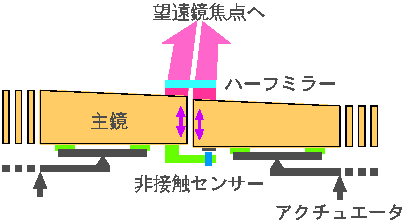 望遠鏡焦点へ
ハーフミラー
主鏡
非接触センサー
アクチュエータ